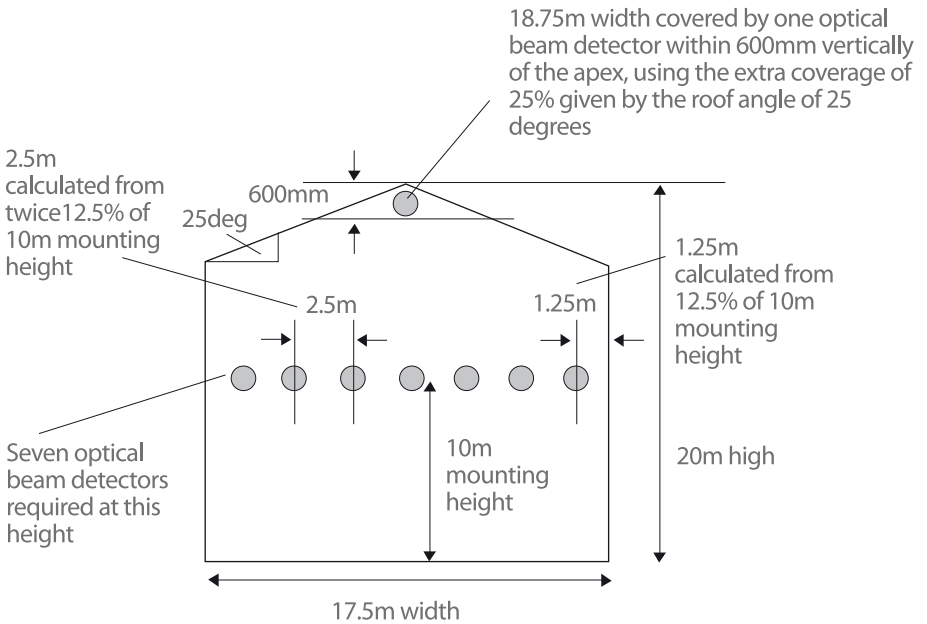 18.75m width covered by one optical
beam detector within 600mm vertically
of the apex, using the extra coverage of
25% given by the roof angle of 25
degrees
2.5m
calculated from
twice12.5% of
10m mounting
height
600mm
25deg
1.25m
calculated from
12.5% of 10m
mounting
height
2.5m
1.25m
Seven optical
beam detectors
required at this
height
10m
mounting
height
20m high
17.5m width